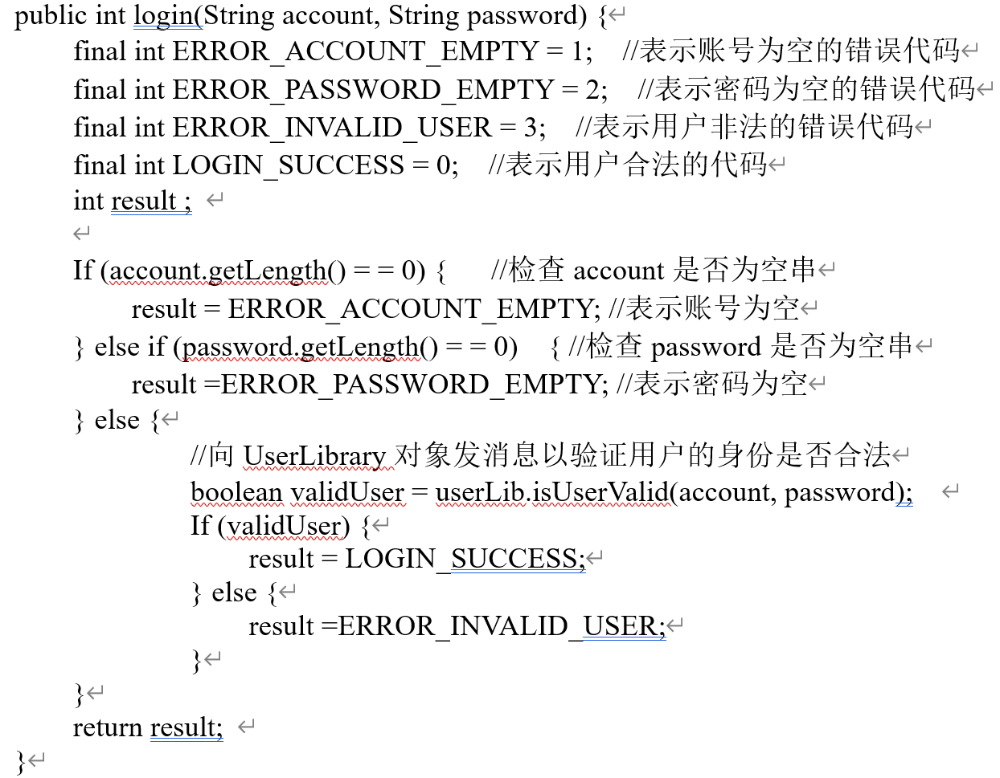 public int login(String account, String password) {
final int ERROR_ACCOUNT_EMPTY = 1; //表示账号为空的错误代码
final int ERROR_PASSWORD_EMPTY = 2; //表示密码为空的错误代码
final int ERROR_INVALID_USER = 3; //表示用户非法的错误代码
final int LOGIN_SUCCESS = 0; //表示用户合法的代码
int result ;
If (account.getLength() = = 0) { //检查 account 是否为空串
result = ERROR_ACCOUNT_EMPTY; //表示账号为空
} else if (password.getLength() = = 0) { //检查 password 是否为空串
result =ERROR_PASSWORD_EMPTY; //表示密码为空
} else {
//向 UserLibrary 对象发消息以验证用户的身份是否合法
boolean validUser = userLib.isUserValid(account, password);
If (validUser) {
result = LOGIN_SUCCESS;
} else {
result =ERROR_INVALID_USER;
}
}
return result;
}